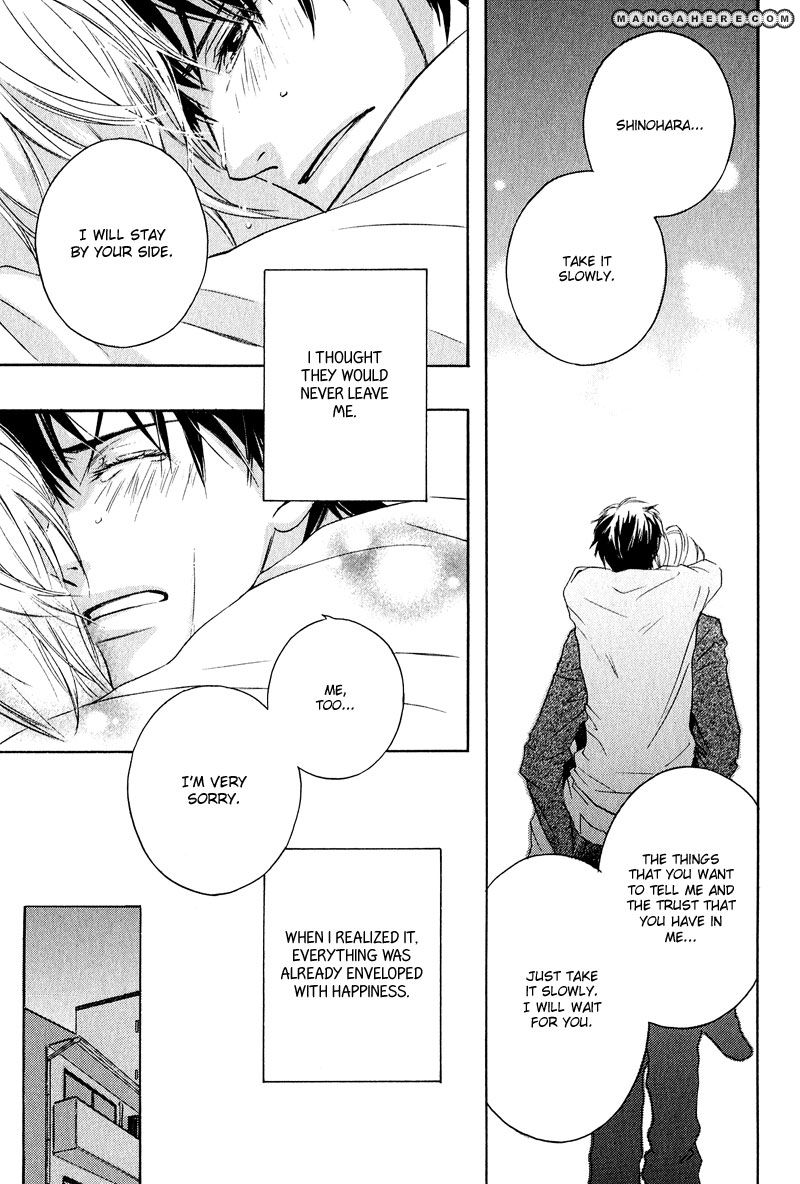 MANGAHERE.COM
SHINOHARA...
TAKE IT
SLOWLY.
THE THINGS
THAT YOU WANT
TO TELL ME AND
THE TRUST THAT
YOU HAVE IN
ME...
JUST TAKE
IT SLOWLY.
I WILL WAIT
FOR YOU.
I WILL STAY
BY YOUR SIDE.
I THOUGHT
THEY WOULD
NEVER LEAVE
ME.
ME,
TOO...
I'M VERY
SORRY.
WHEN I REALIZED IT,
EVERYTHING WAS
ALREADY ENVELOPED
WITH HAPPINESS.